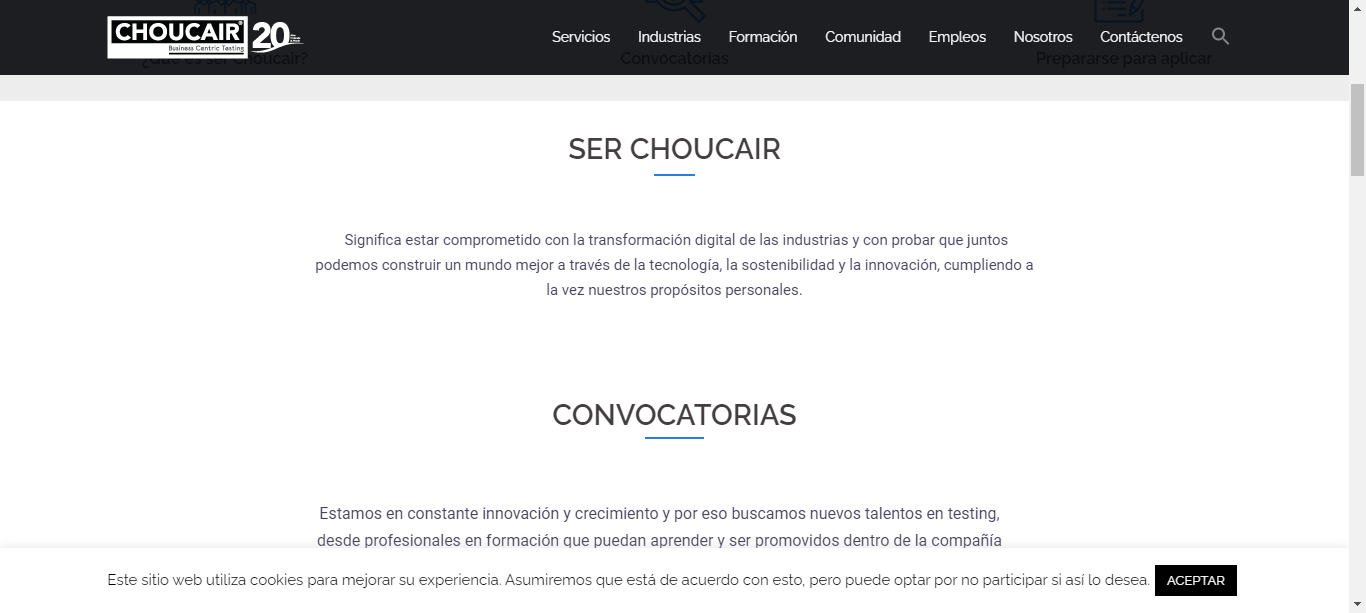 CHOUCAIR
Business Centric Testing
20
Servicios
Industrias
Formación
Comunidad
Empleos
Nosotros
Contáctenos
¿Qué es ser Choucair?
Convocatorias
Prepararse para aplicar
SER CHOUCAIR
Significa estar comprometido con la transformación digital de las industrias y con probar que juntos
podemos construir un mundo mejor a través de la tecnología, la sostenibilidad y la innovación, cumpliendo a
la vez nuestros propósitos personales.
CONVOCATORIAS
Estamos en constante innovación y crecimiento y por eso buscamos nuevos talentos en testing,
desde profesionales en formación que puedan aprender y ser promovidos dentro de la compañía
Este sitio web utiliza cookies para mejorar su experiencia. Asumiremos que está de acuerdo con esto, pero puede optar por no participar si así lo desea.
ACEPTAR